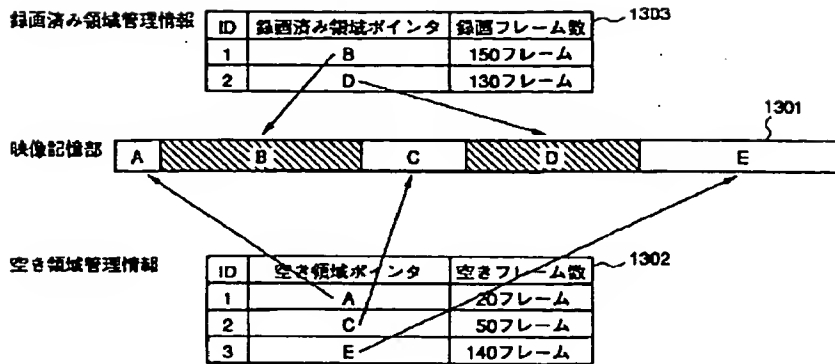 録画済み領域管理情報
ID 録画済み領域ポインタ 録画フレーム数 1303
1 B 150フレーム
2 D 130フレーム
1301
映像記憶部 A B C D E
空き領域管理情報
ID 空き領域ポインタ 空きフレーム数 1302
1 A 20フレーム
2 C 50フレーム
3 E 140フレーム